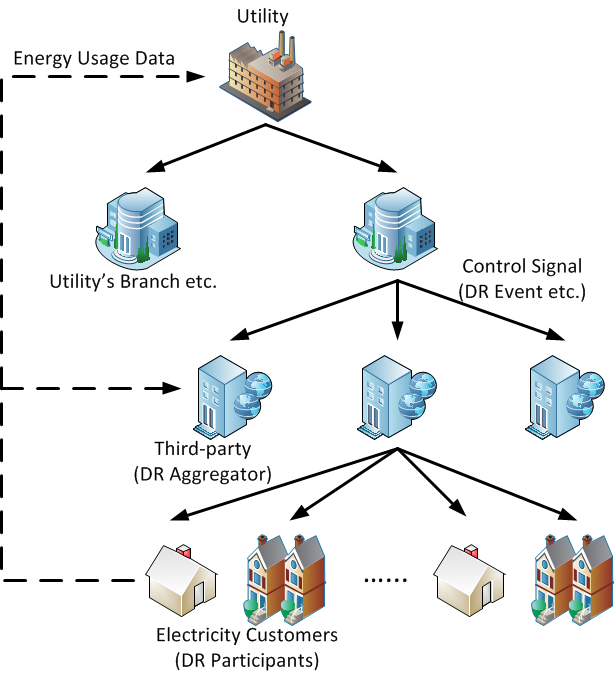 Utility
Energy Usage Data
Utility's Branch etc.
Control Signal
(DR Event etc.)
Third-party
(DR Aggregator)
......
Electricity Customers
(DR Participants)